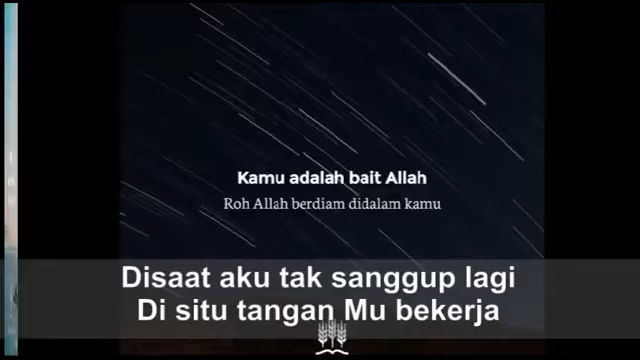 Kamu adalah bait Allah
Roh Allah berdiam didalam kamu
Disaat aku tak sanggup lagi
Di situ tangan Mu bekerja